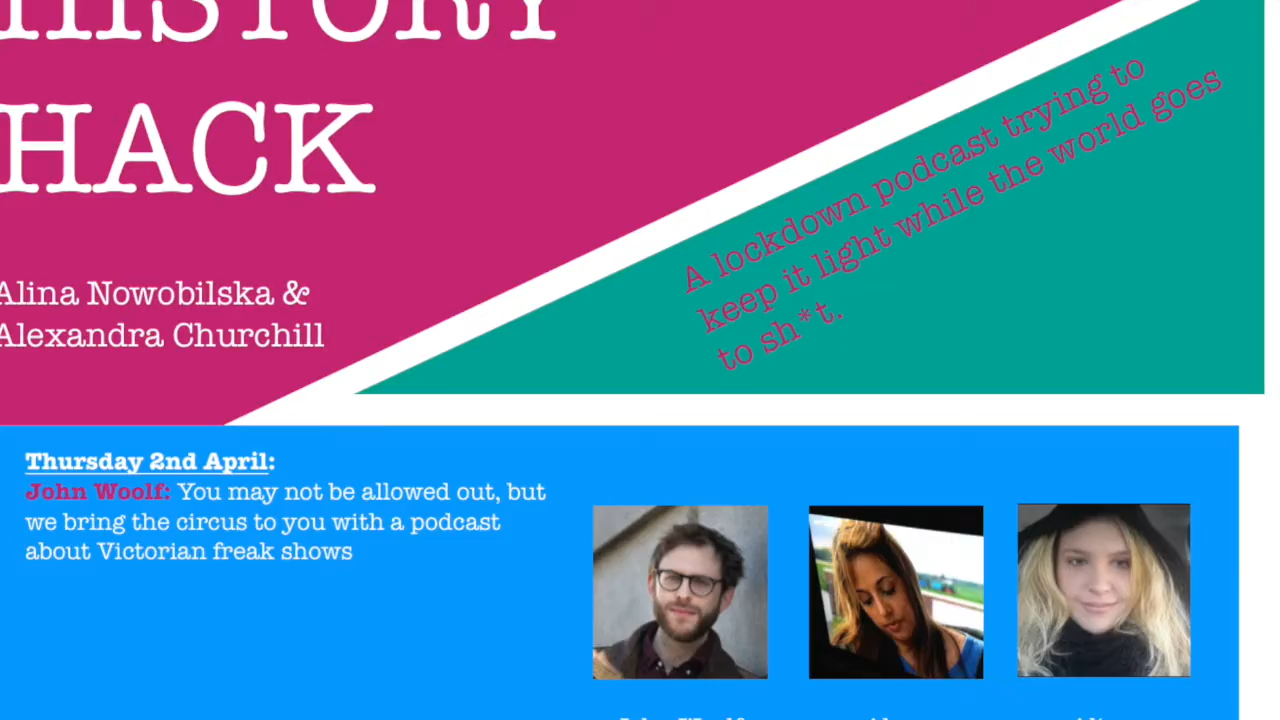 HISTORY
HACK
Alina Nowobilska &
Alexandra Churchill
A lockdown podcast trying to
keep it light while the world goes
to sh*t.
Thursday 2nd April:
John Woolf: You may not be allowed out, but
we bring the circus to you with a podcast
about Victorian freak shows